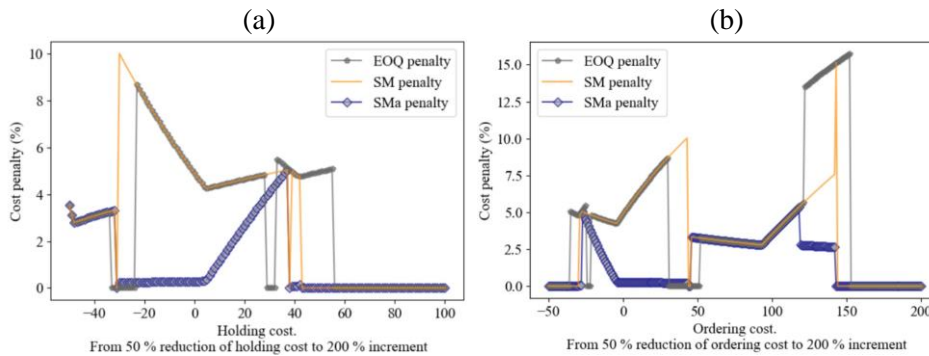 (a)
(b)
10
8
6
4
2
0
Cost penalty (%)
EOQ penalty
SM penalty
SMa penalty
−40 −20 0 20 40 60 80 100
Holding cost.
From 50 % reduction of holding cost to 200 % increment
15.0
12.5
10.0
7.5
5.0
2.5
0.0
Cost penalty (%)
EOQ penalty
SM penalty
SMa penalty
−50 0 50 100 150 200
Ordering cost.
From 50 % reduction of ordering cost to 200 % increment